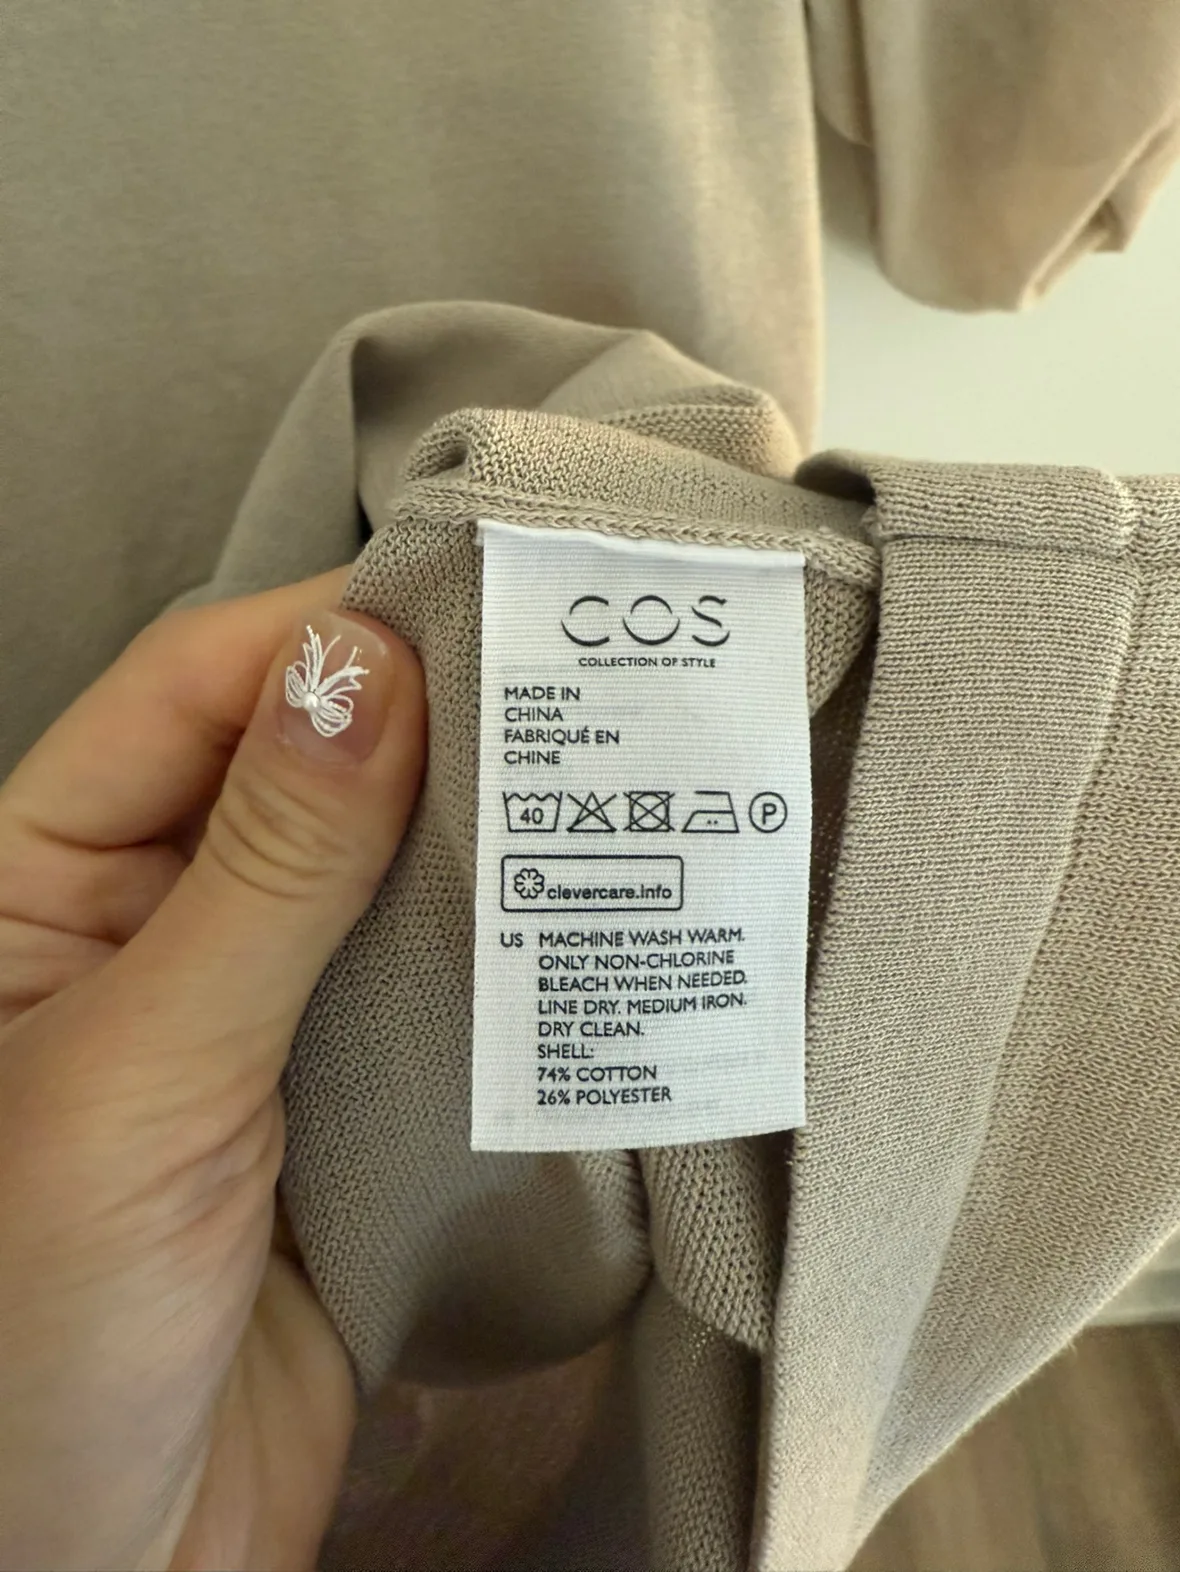 COS
COLLECTION OF STYLE
MADE IN
CHINA
FABRIQUÉ EN
CHINE
40 P
clevercare.info
US MACHINE WASH WARM.
ONLY NON-CHLORINE
BLEACH WHEN NEEDED.
LINE DRY. MEDIUM IRON.
DRY CLEAN.
SHELL:
74% COTTON
26% POLYESTER